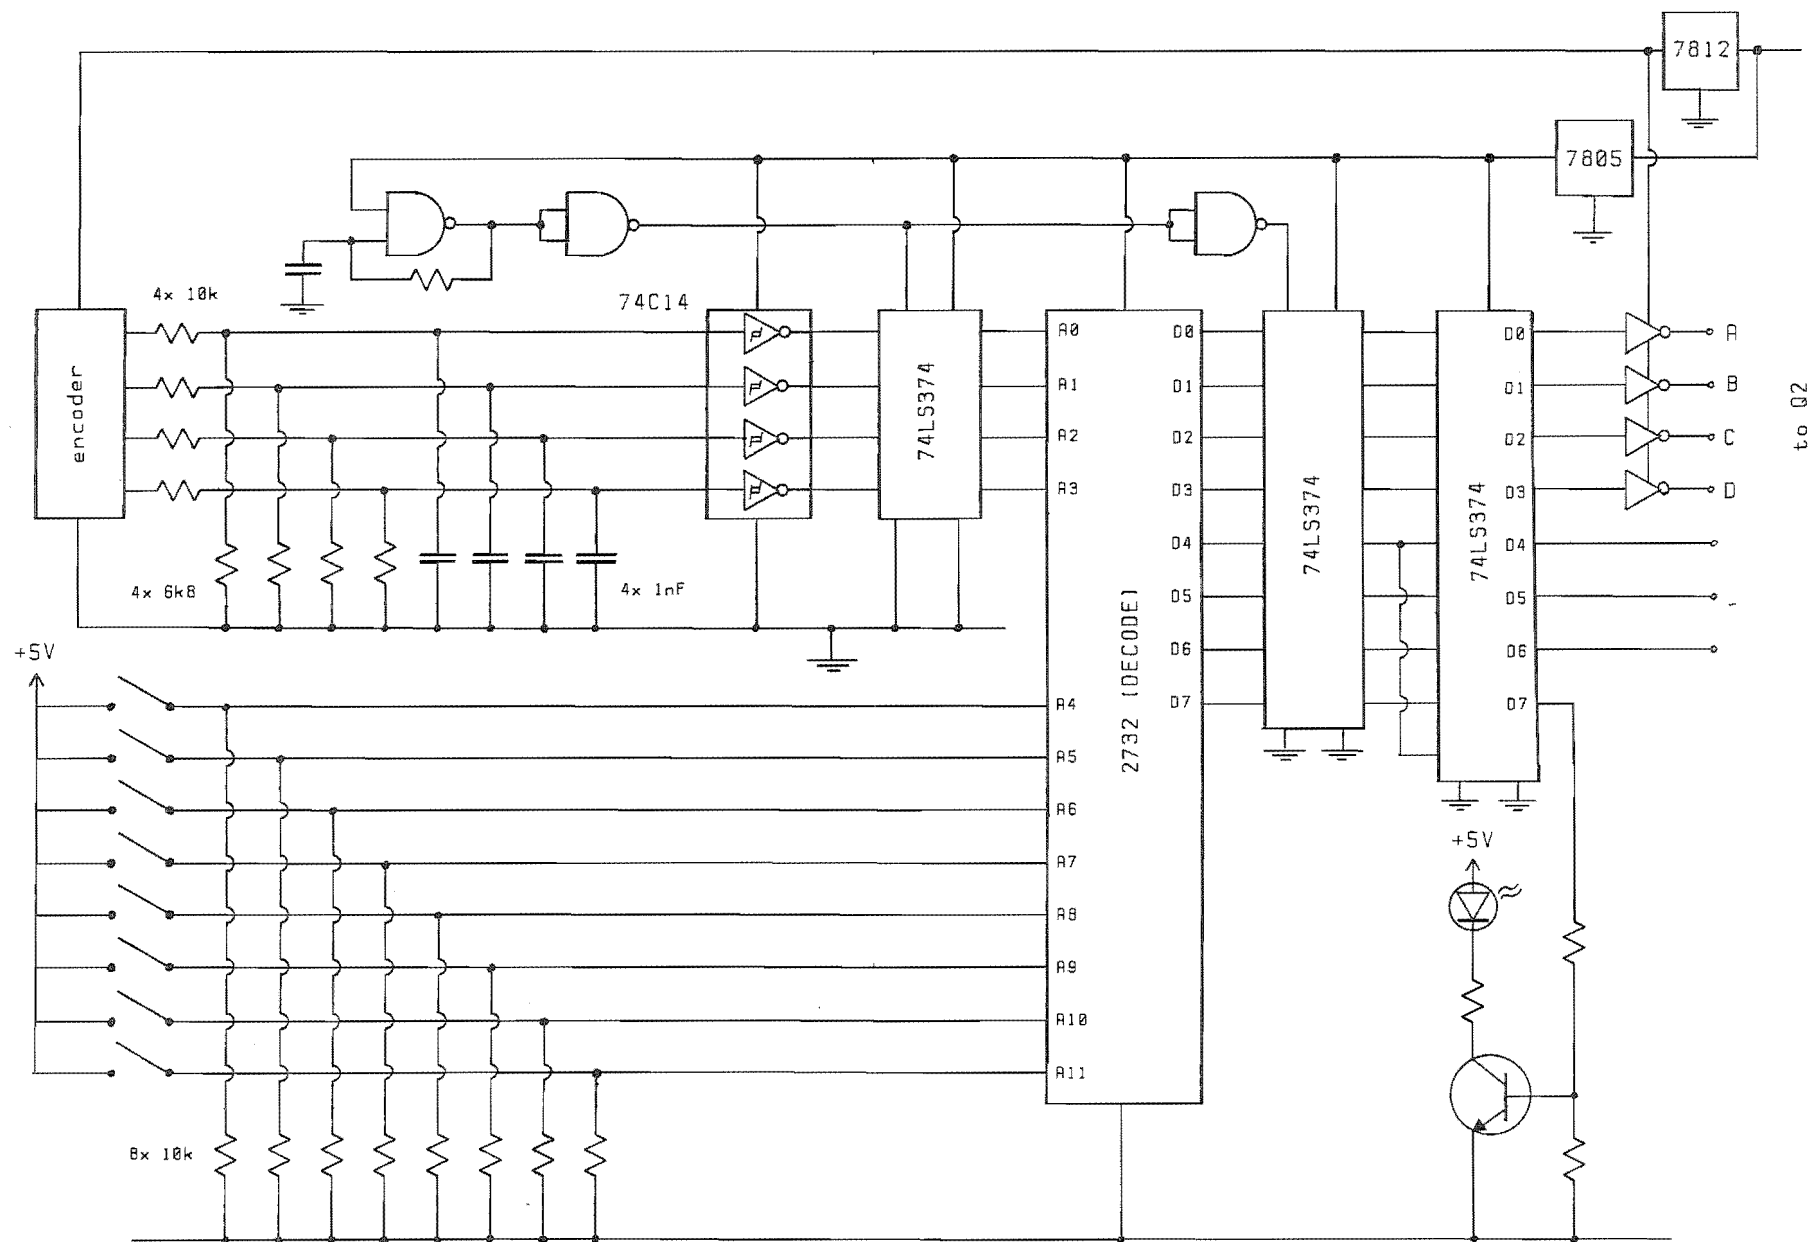 7812
7805
4x 10k
74C14
encoder
74LS374
A0
A1
A2
A3
A4
A5
A6
A7
A8
A9
A10
A11
2732 (DECODE)
D0
D1
D2
D3
D4
D5
D6
D7
74LS374
74LS374
D0
D1
D2
D3
D4
D5
D6
D7
A
B
C
D
to Q2
4x 6k8
4x 1nF
+5V
+5V
8x 10k